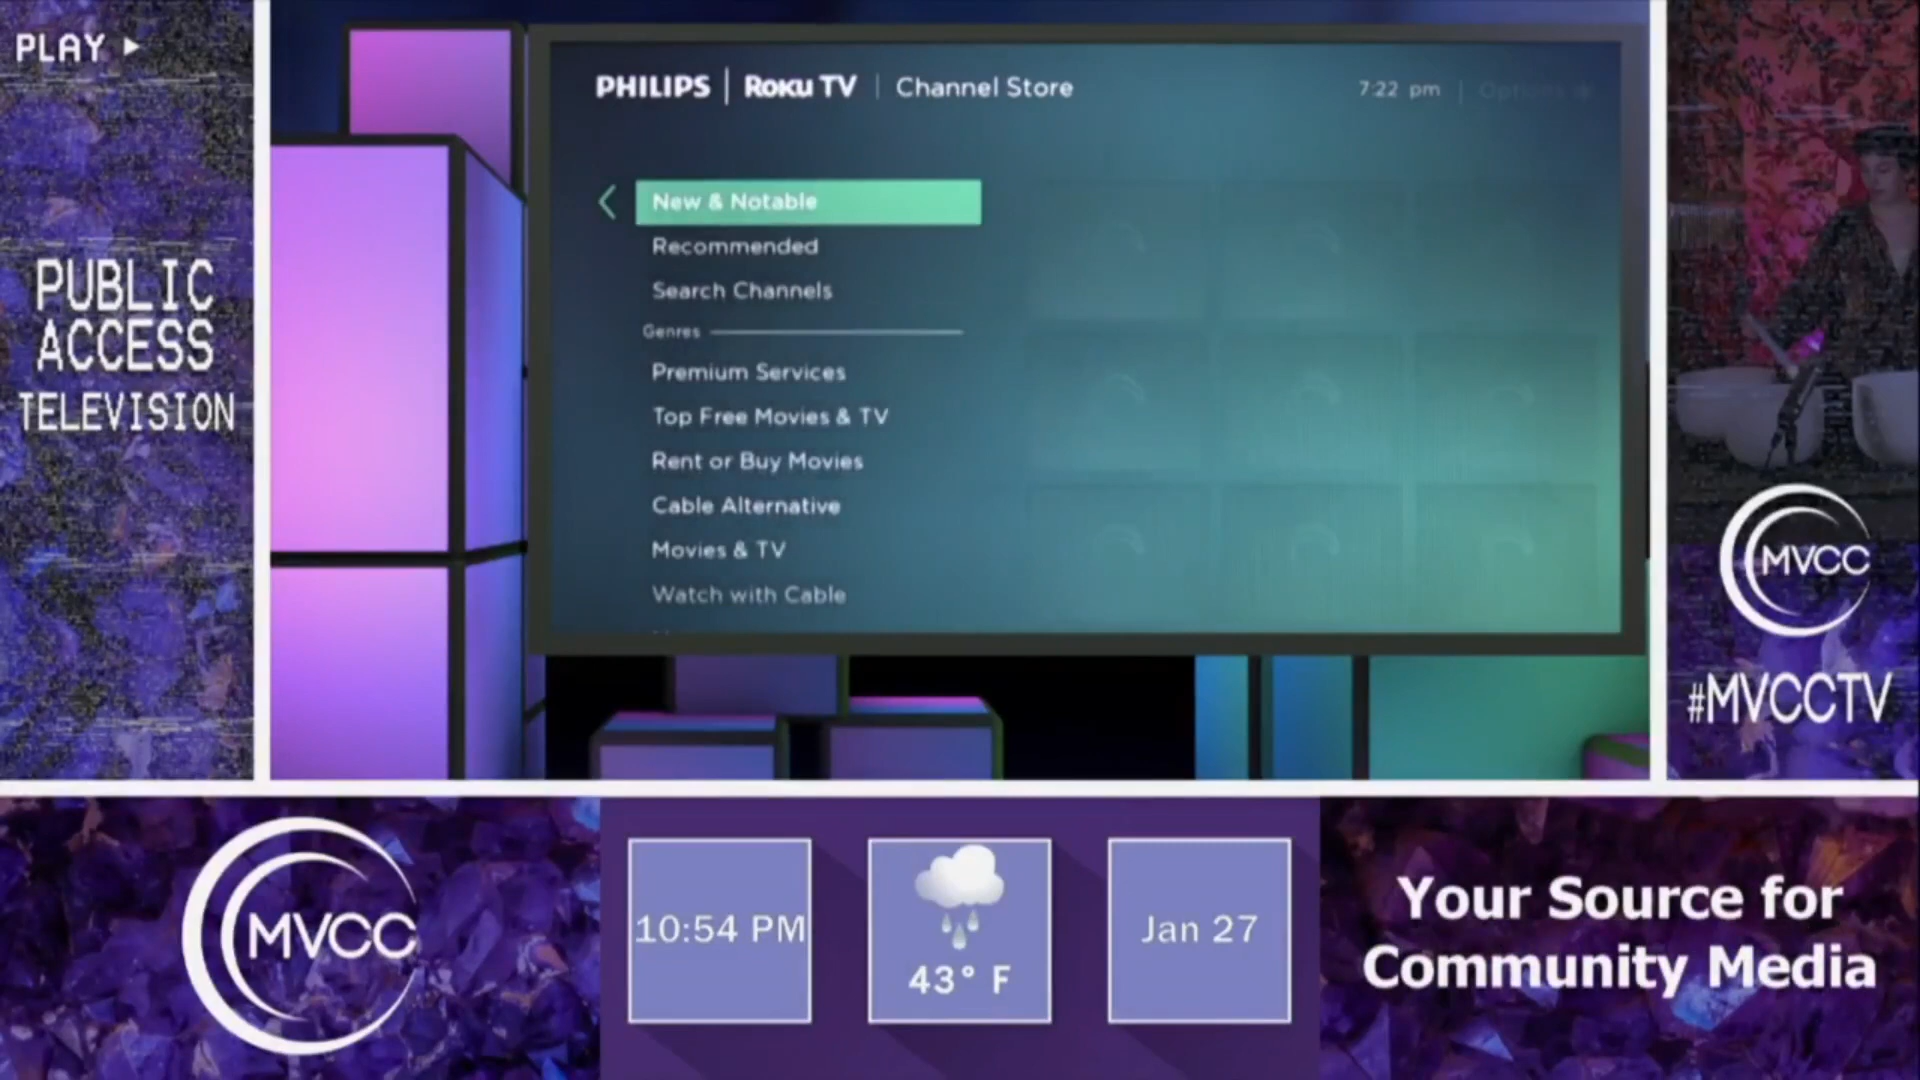 PLAY
PUBLIC
ACCESS
TELEVISION
PHILIPS | Roku TV | Channel Store
7:22 pm
Options
New & Notable
Recommended
Search Channels
Genres
Premium Services
Top Free Movies & TV
Rent or Buy Movies
Cable Alternative
Movies & TV
Watch with Cable
MVCC
#MVCCTV
MVCC
10:54 PM
43° F
Jan 27
Your Source for
Community Media